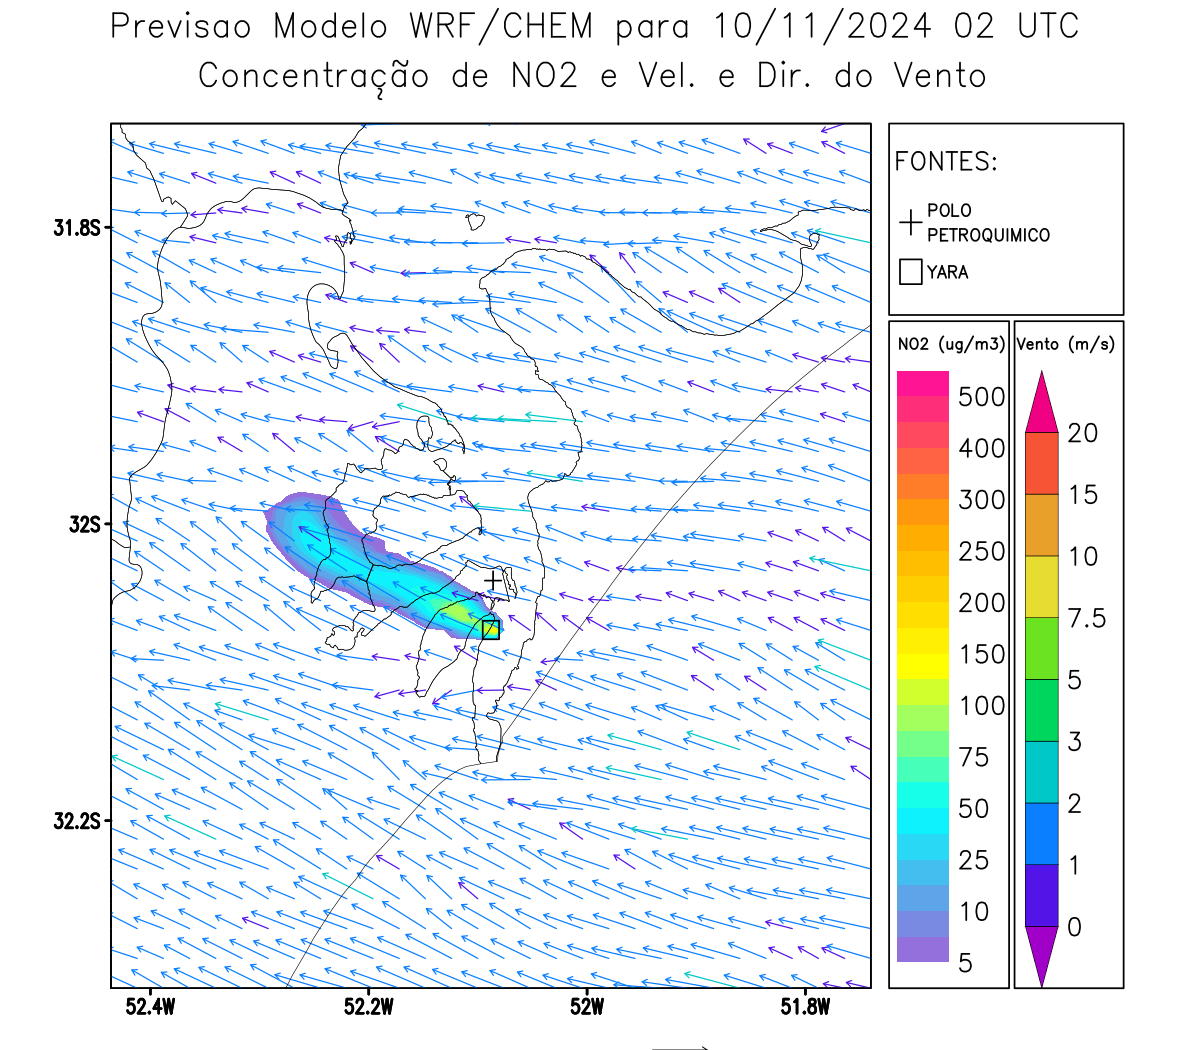 Previsao Modelo WRF/CHEM para 10/11/2024 02 UTC
Concentração de NO2 e Vel. e Dir. do Vento
FONTES:
POLO
PETROQUIMICO
YARA
NO2 (ug/m3)
500
400
300
250
200
150
100
75
50
25
10
5
Vento (m/s)
20
15
10
7.5
5
3
2
1
0
31.8S
32S
32.2S
52.4W
52.2W
52W
51.8W